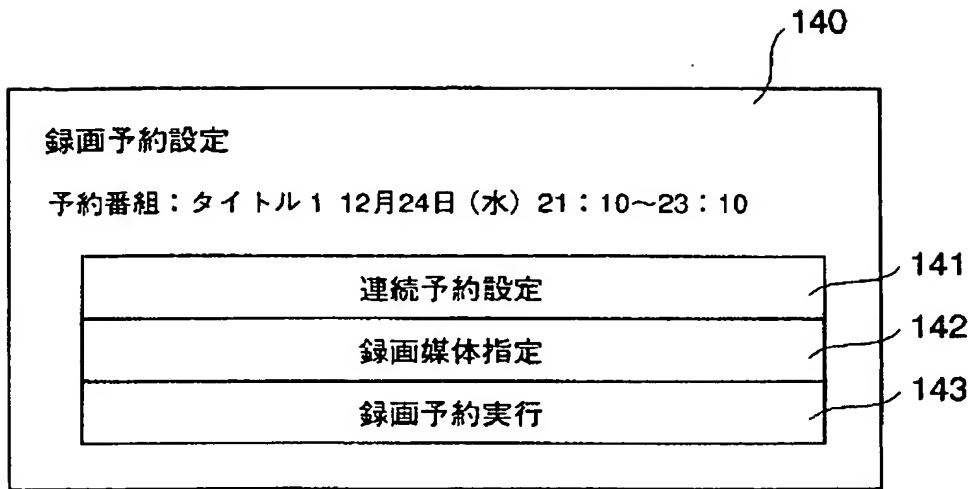 140
録画予約設定
予約番組：タイトル1 12月24日（水）21：10～23：10
連続予約設定 141
録画媒体指定 142
録画予約実行 143